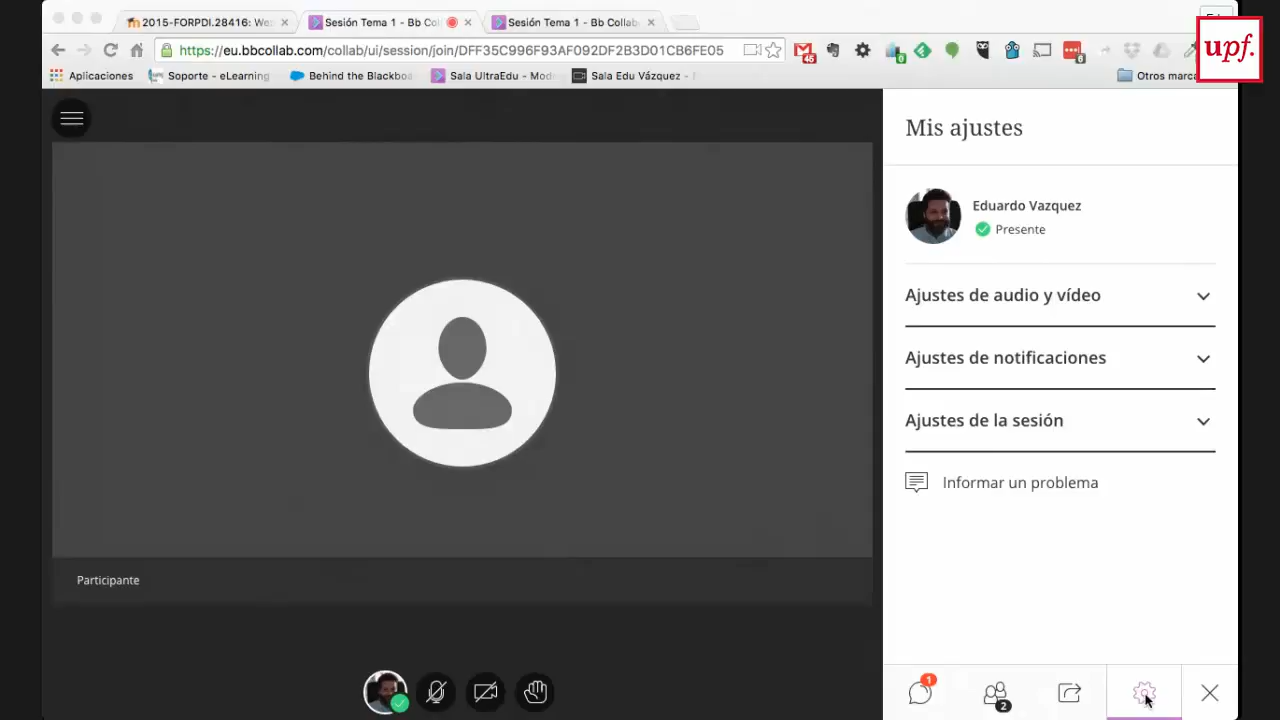 2015-FORPDI.28416: We
Sesión Tema 1 - Bb Col
Sesión Tema 1 - Bb Collab
https://eu.bbcollab.com/collab/ui/session/join/DFF35C996F93AF092DF2B3D01CB6FE05
upf.
Aplicaciones
Soporte - eLearning
Behind the Blackbo
Sala UltraEdu - Mod
Sala Edu Vázquez -
Otros marca
Mis ajustes
Eduardo Vazquez
Presente
Ajustes de audio y vídeo
Ajustes de notificaciones
Ajustes de la sesión
Informar un problema
Participante
1
2